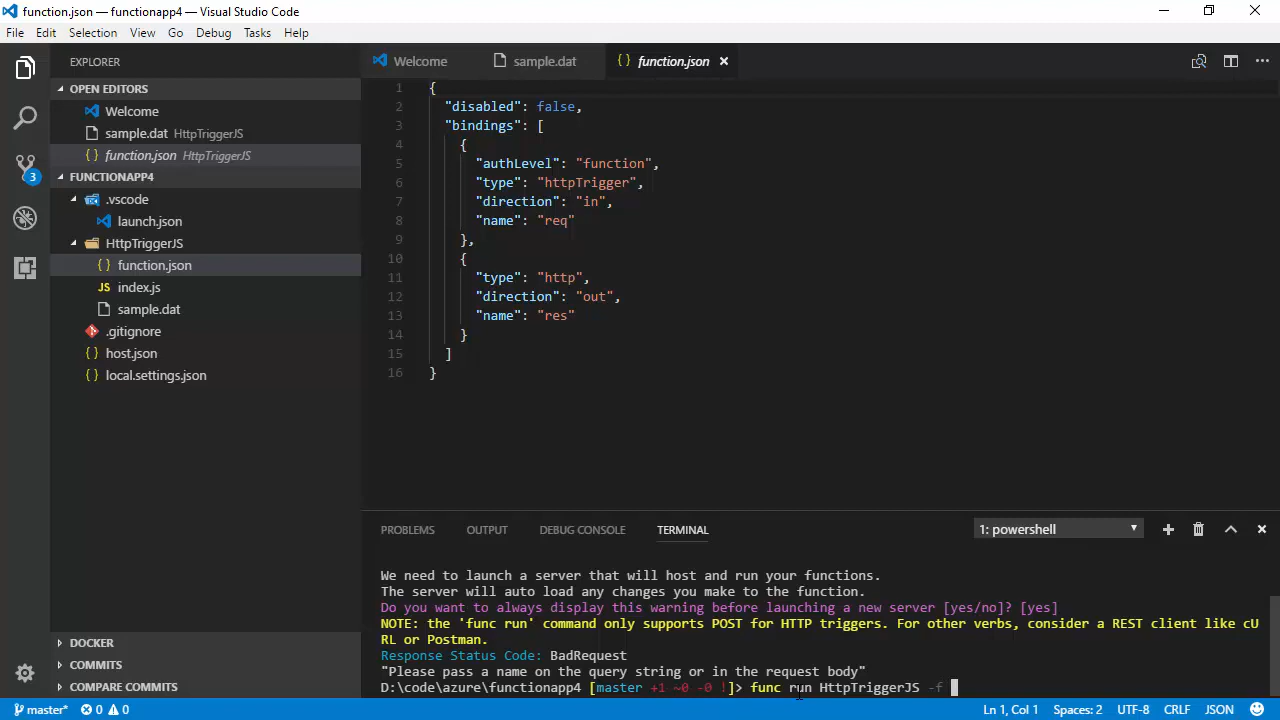 function.json — functionapp4 — Visual Studio Code
File Edit Selection View Go Debug Tasks Help
EXPLORER
OPEN EDITORS
Welcome
sample.dat HttpTriggerJS
function.json HttpTriggerJS
FUNCTIONAPP4
.vscode
launch.json
HttpTriggerJS
function.json
index.js
sample.dat
.gitignore
host.json
local.settings.json
DOCKER
COMMITS
COMPARE COMMITS
3
Welcome sample.dat function.json
1 {
2 "disabled": false,
3 "bindings": [
4 {
5 "authLevel": "function",
6 "type": "httpTrigger",
7 "direction": "in",
8 "name": "req"
9 },
10 {
11 "type": "http",
12 "direction": "out",
13 "name": "res"
14 }
15 ]
16 }
PROBLEMS OUTPUT DEBUG CONSOLE TERMINAL 1: powershell
We need to launch a server that will host and run your functions.
The server will auto load any changes you make to the function.
Do you want to always display this warning before launching a new server [yes/no]? [yes]
NOTE: the 'func run' command only supports POST for HTTP triggers. For other verbs, consider a REST client like cU
RL or Postman.
Response Status Code: BadRequest
"Please pass a name on the query string or in the request body"
D:\code\azure\functionapp4 [master +1 ~0 -0 !]> func run HttpTriggerJS -f
master* 0 0 Ln 1, Col 1 Spaces: 2 UTF-8 CRLF JSON